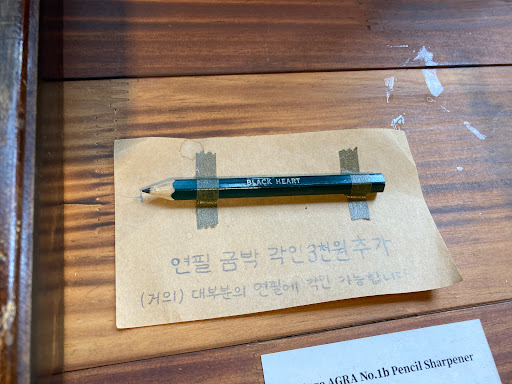 BLACK HEART
연필 금박 각인 3천원 추가
(거의) 대부분의 연필에 각인 가능합니다
AGRA No.1b Pencil Sharpener